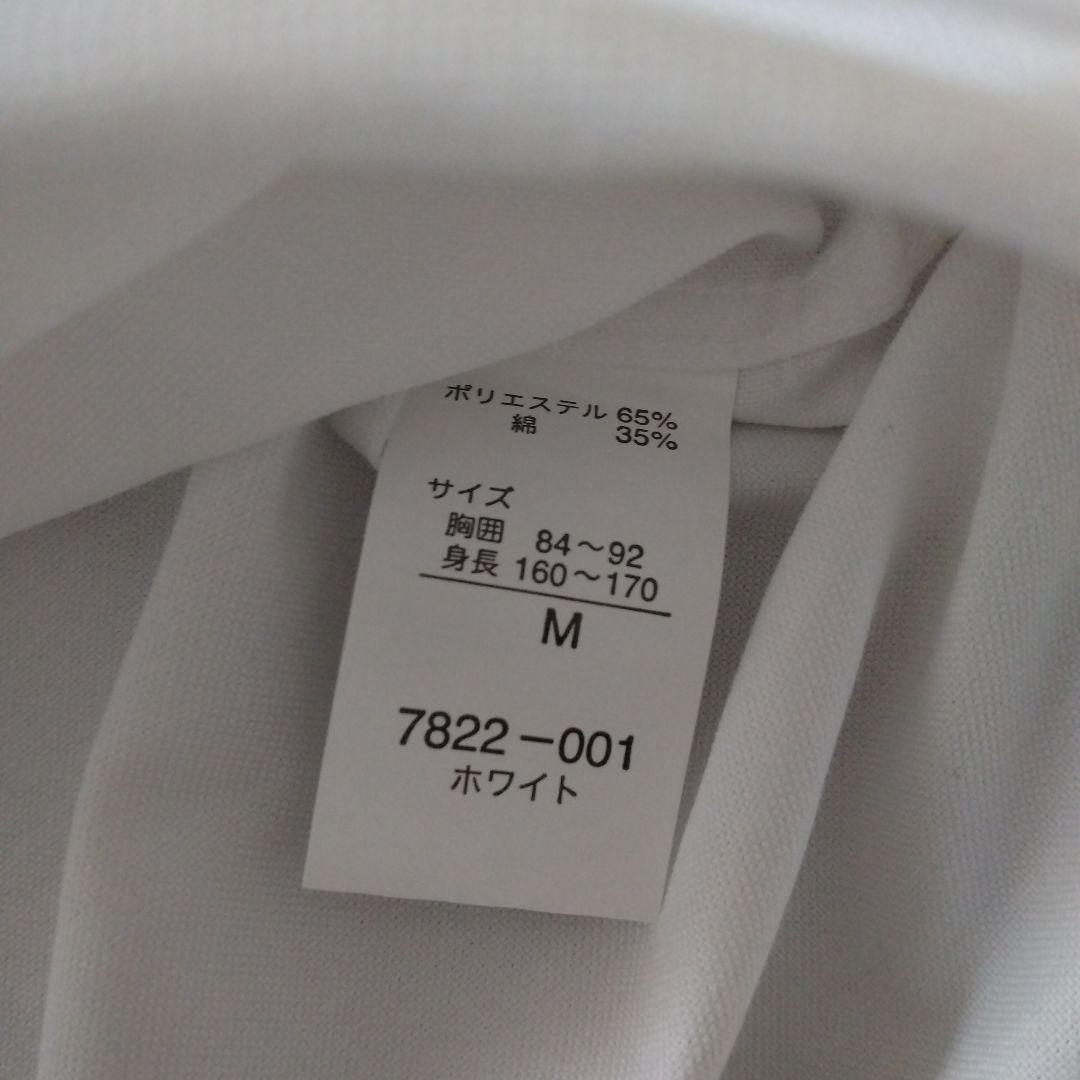 ポリエステル 65%
綿 35%
サイズ
胸囲 84〜92
身長 160〜170
M
7822-001
ホワイト